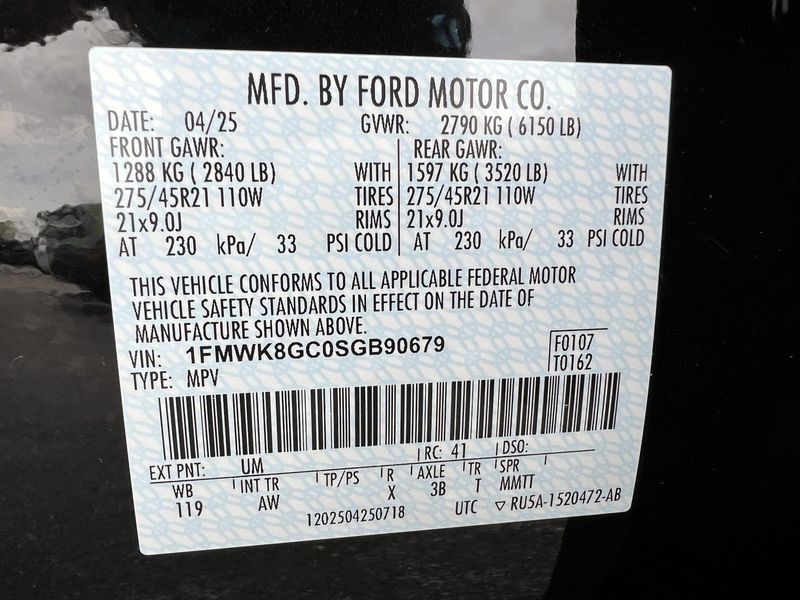 MFD. BY FORD MOTOR CO.
DATE: 04/25 GVWR: 2790 KG ( 6150 LB)
FRONT GAWR: REAR GAWR:
1288 KG ( 2840 LB) WITH 1597 KG ( 3520 LB) WITH
275/45R21 110W TIRES 275/45R21 110W TIRES
21x9.0J RIMS 21x9.0J RIMS
AT 230 kPa/ 33 PSI COLD AT 230 kPa/ 33 PSI COLD
THIS VEHICLE CONFORMS TO ALL APPLICABLE FEDERAL MOTOR
VEHICLE SAFETY STANDARDS IN EFFECT ON THE DATE OF
MANUFACTURE SHOWN ABOVE.
VIN: 1FMWK8GC0SGB90679 F0107
TYPE: MPV T0162
EXT PNT: UM RC: 41 DSO:
WB INT TR TP/PS R AXLE TR SPR
119 AW X 3B T MMTT
1202504250718 UTC ▽ RU5A-1520472-AB